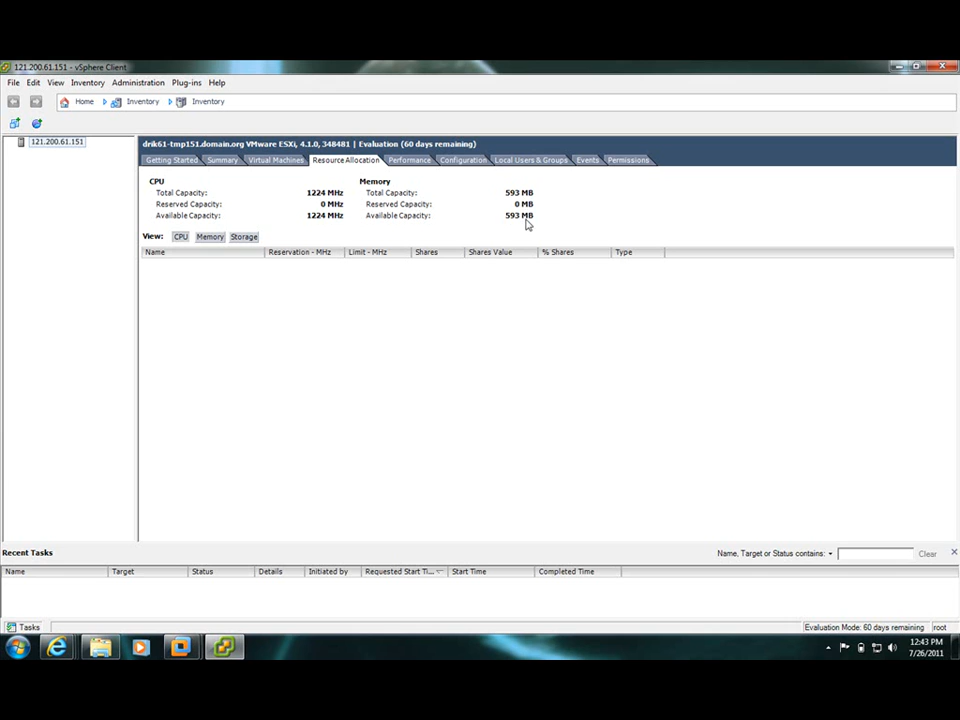 121.200.61.151 - vSphere Client
File Edit View Inventory Administration Plug-ins Help
Home Inventory Inventory
121.200.61.151
drik61-tmp151.domain.org VMware ESXi, 4.1.0, 348481 | Evaluation (60 days remaining)
Getting Started Summary Virtual Machines Resource Allocation Performance Configuration Local Users & Groups Events Permissions
CPU Memory
Total Capacity: 1224 MHz Total Capacity: 593 MB
Reserved Capacity: 0 MHz Reserved Capacity: 0 MB
Available Capacity: 1224 MHz Available Capacity: 593 MB
View: CPU Memory Storage
Name Reservation - MHz Limit - MHz Shares Shares Value % Shares Type
Recent Tasks Name, Target or Status contains: Clear
Name Target Status Details Initiated by Requested Start Ti... Start Time Completed Time
Tasks Evaluation Mode: 60 days remaining root
12:43 PM
7/26/2011